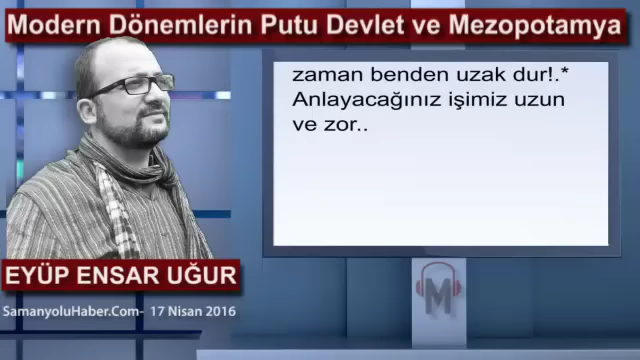 Modern Dönemlerin Putu Devlet ve Mezopotamya
zaman benden uzak dur!.*
Anlayacağınız işimiz uzun
ve zor..
EYÜP ENSAR UĞUR
SamanyoluHaber.Com- 17 Nisan 2016
M